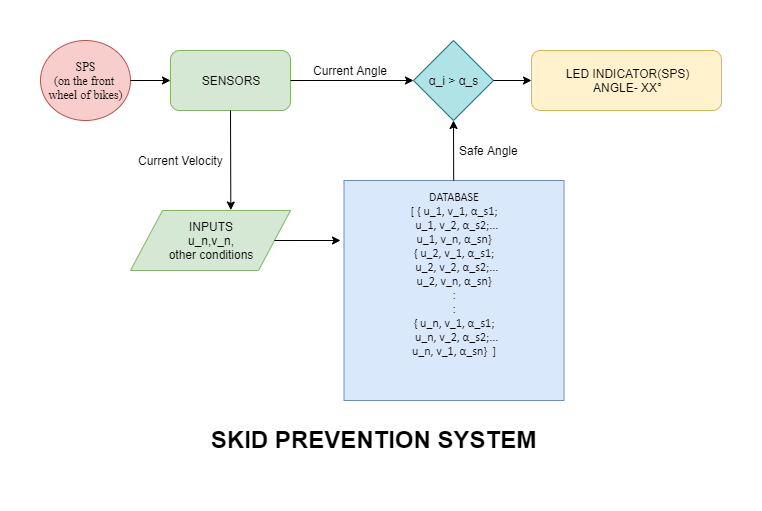 SPS
(on the front
wheel of bikes)
SENSORS
Current Angle
α_i > α_s
LED INDICATOR(SPS)
ANGLE- XX°
Current Velocity
Safe Angle
INPUTS
u_n,v_n,
other conditions
DATABASE
[ { u_1, v_1, α_s1;
u_1, v_2, α_s2;...
u_1, v_n, α_sn}
{ u_2, v_1, α_s1;
u_2, v_2, α_s2;...
u_2, v_n, α_sn}
:
:
{ u_n, v_1, α_s1;
u_n, v_2, α_s2;...
u_n, v_1, α_sn} ]
SKID PREVENTION SYSTEM